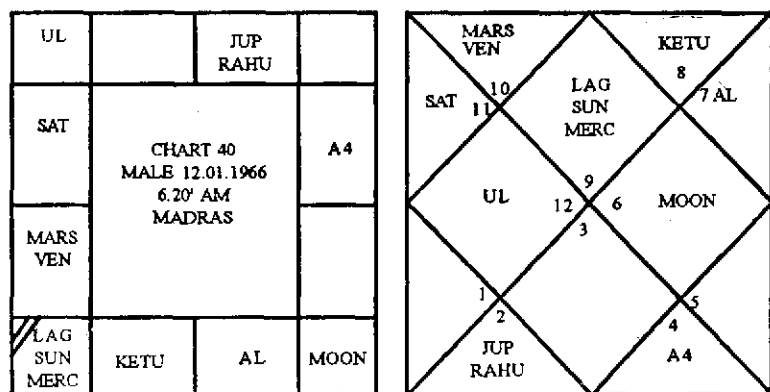 UL
JUP
RAHU
SAT
CHART 40
MALE 12.01.1966
6.20' AM
MADRAS
A4
MARS
VEN
LAG
SUN
MERC
KETU
AL
MOON
MARS
VEN
KETU
8
10
LAG
SUN
MERC
7 AL
SAT
11
9
UL
12
6
MOON
3
1
2
5
4
JUP
RAHU
A4